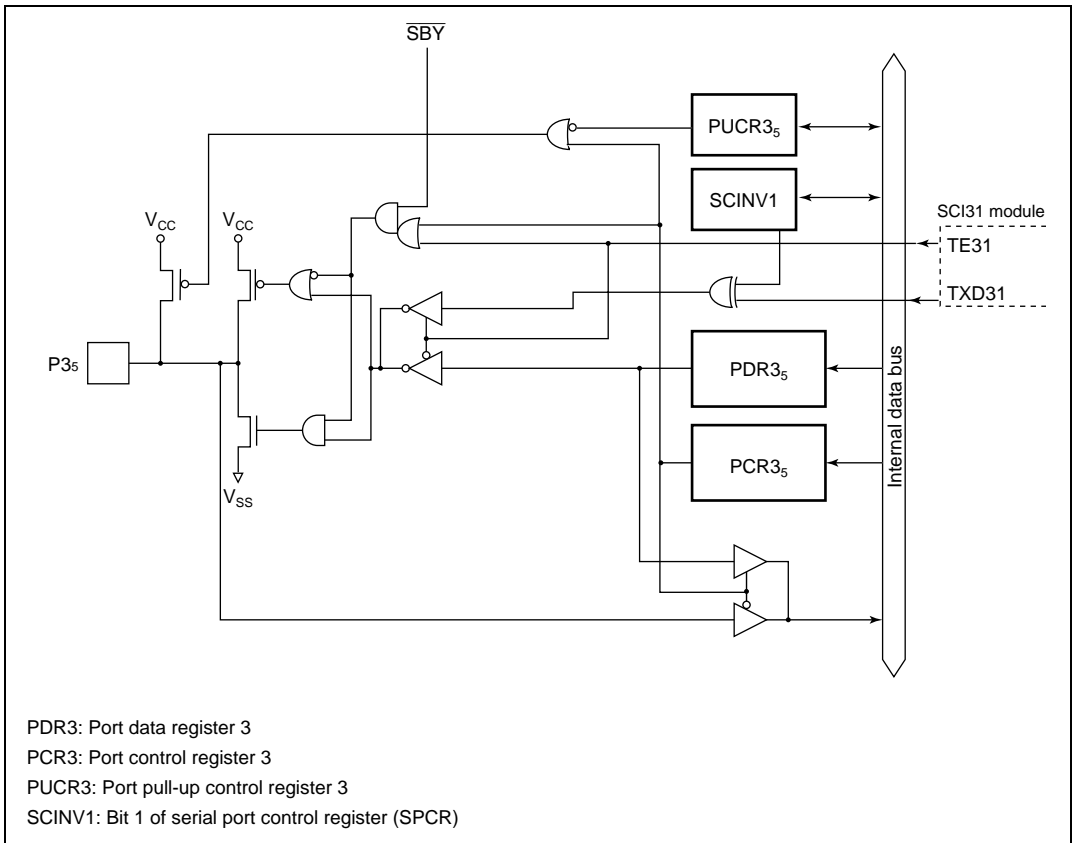 S̅B̅Y̅
PUCR3₅
SCINV1
SCI31 module
TE31
TXD31
V_CC V_CC
P3₅
PDR3₅
PCR3₅
Internal data bus
V_SS
PDR3: Port data register 3
PCR3: Port control register 3
PUCR3: Port pull-up control register 3
SCINV1: Bit 1 of serial port control register (SPCR)